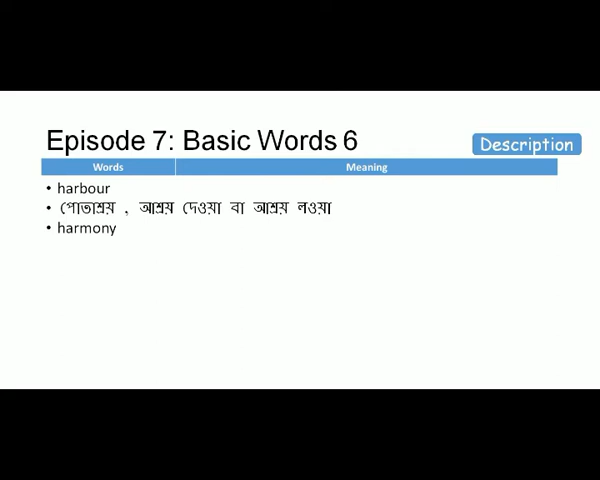 Episode 7: Basic Words 6
Description
Words Meaning
• harbour
• পোতাশ্রয় , আশ্রয় দেওয়া বা আশ্রয় লওয়া
• harmony